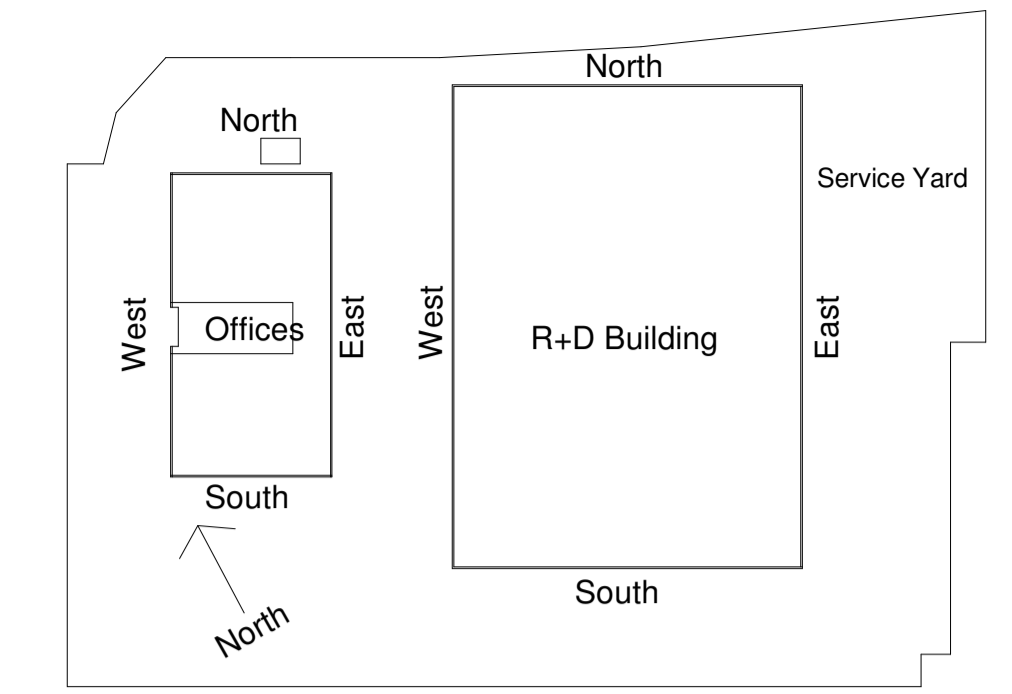 North
North
Service Yard
West
Offices
East
West
R+D Building
East
South
South
North